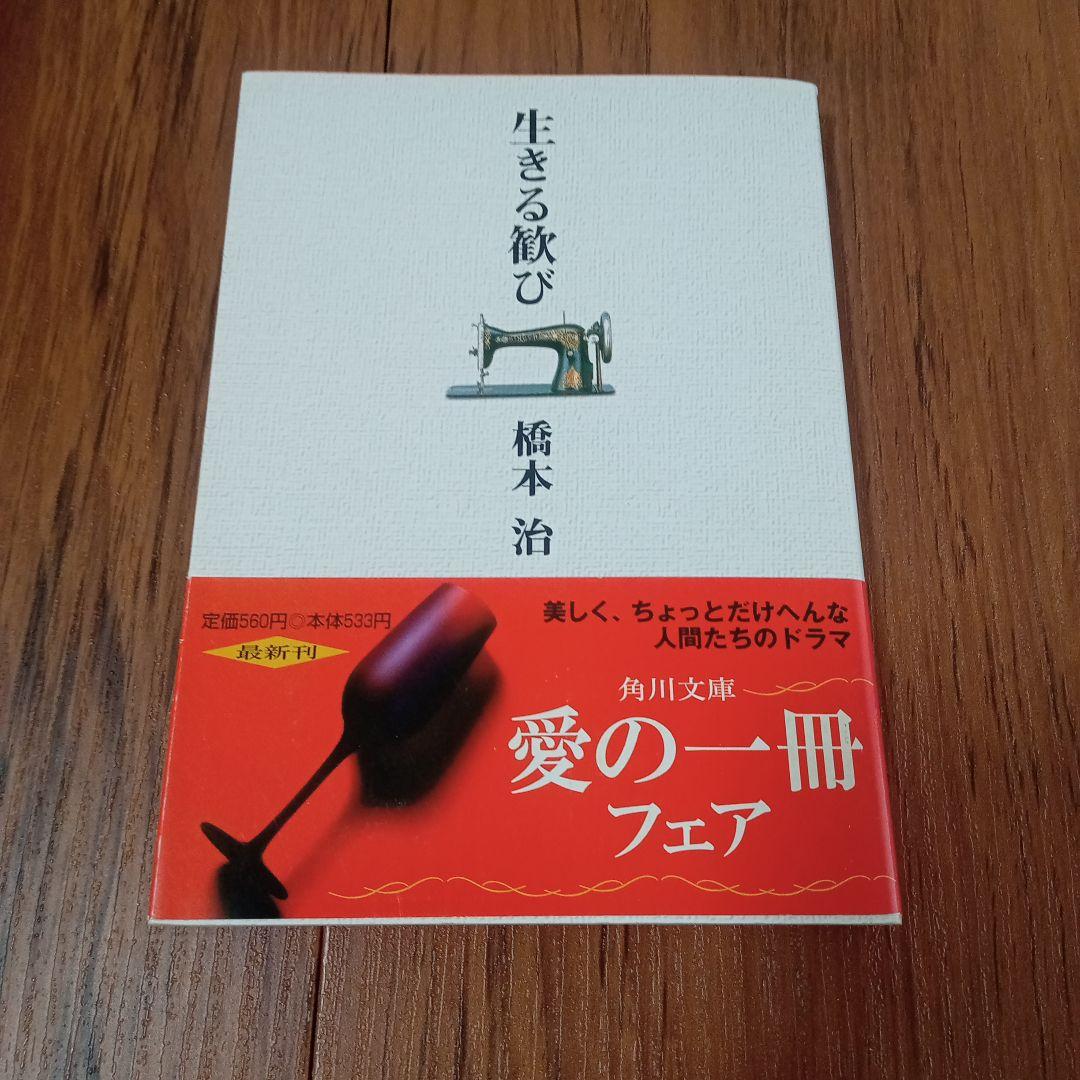 生きる歓び
橋本 治
定価560円◎本体533円
最新刊
美しく、ちょっとだけへんな
人間たちのドラマ
角川文庫
愛の一冊
フェア